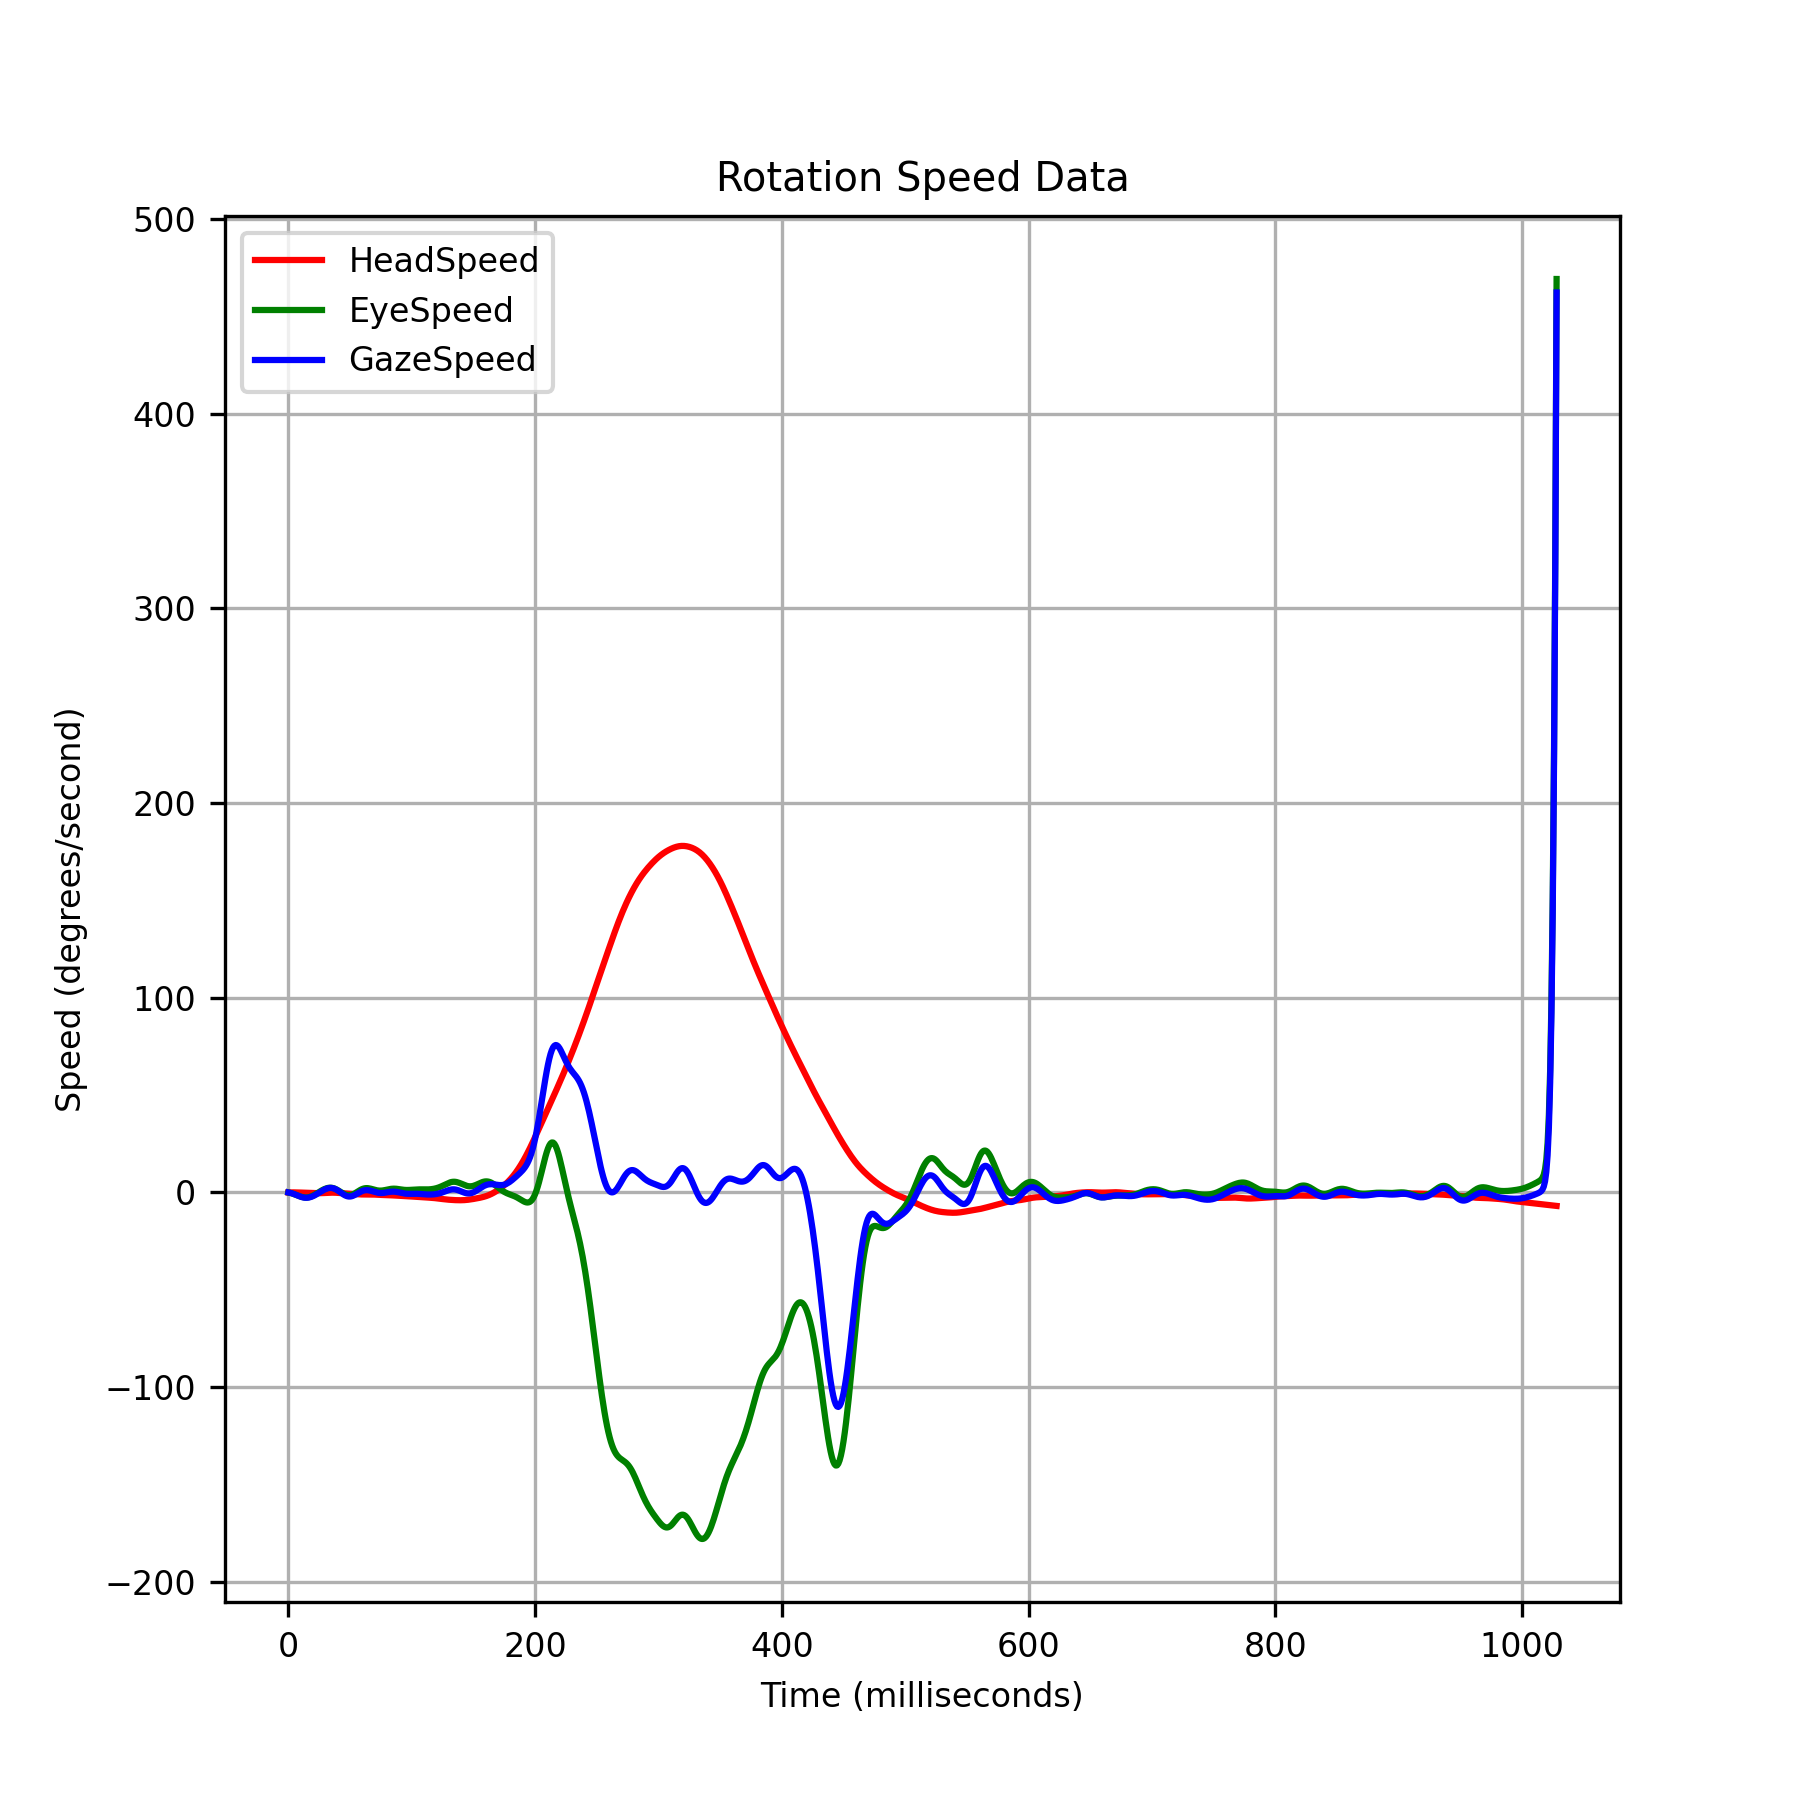 Rotation Speed Data
500
400
300
200
100
0
−100
−200
Speed (degrees/second)
HeadSpeed
EyeSpeed
GazeSpeed
0 200 400 600 800 1000
Time (milliseconds)